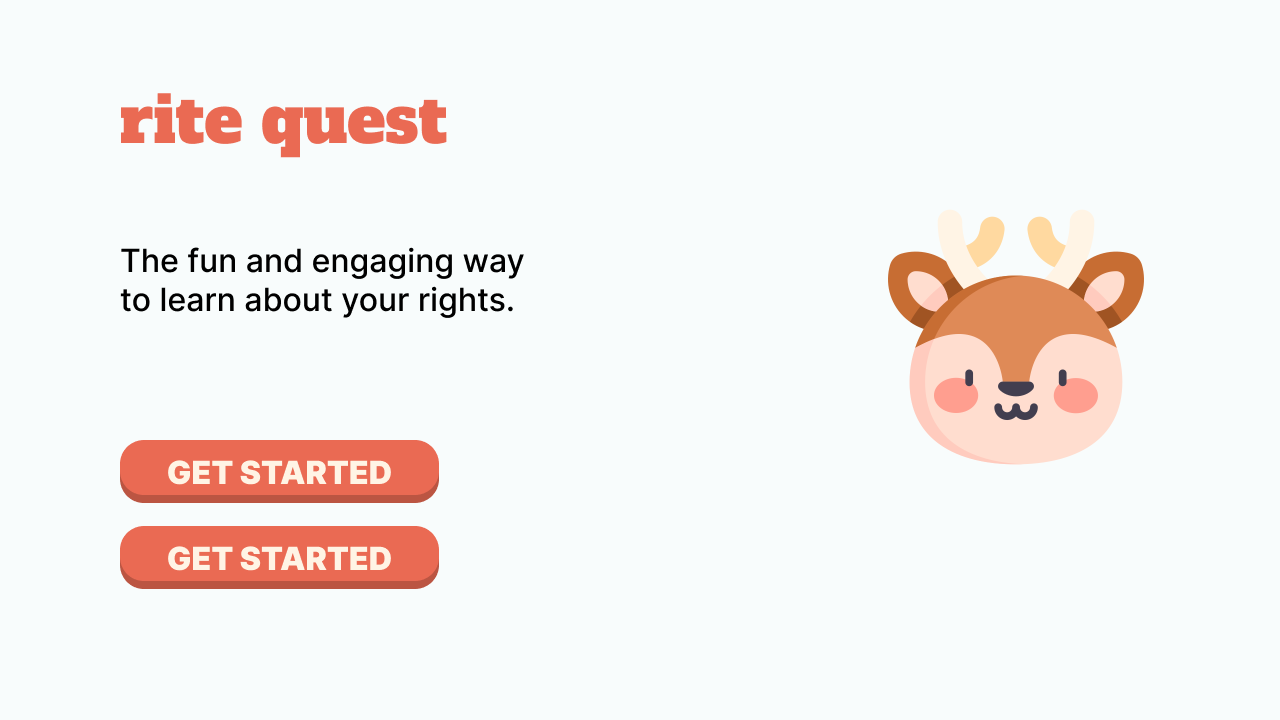 rite quest
The fun and engaging way
to learn about your rights.
GET STARTED
GET STARTED